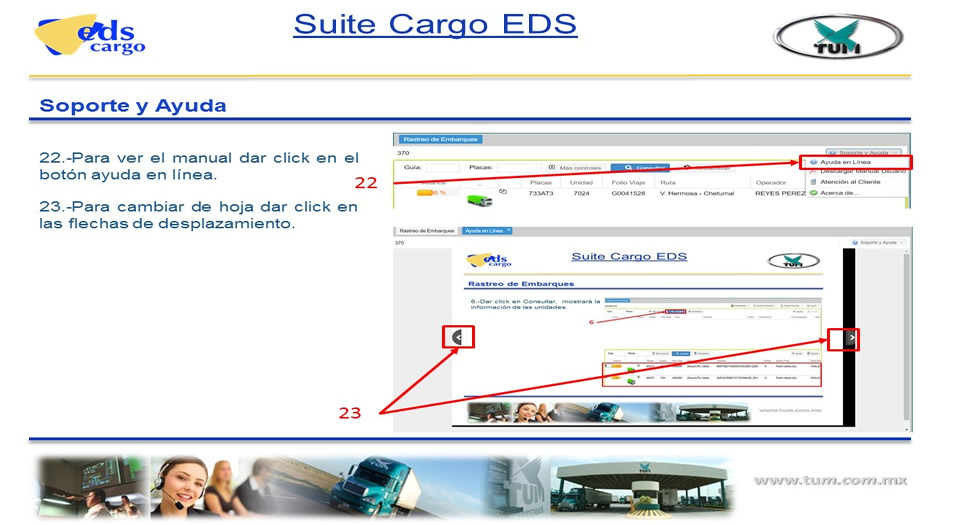 eds
cargo
Suite Cargo EDS
TUM
Soporte y Ayuda
22.-Para ver el manual dar click en el
botón ayuda en línea.
23.-Para cambiar de hoja dar click en
las flechas de desplazamiento.
22
Rastreo de Embarques
370
Soporte y Ayuda
Guía:
Placas:
Más controles
Consultar
Ayuda en Línea
Descargar Manual Usuario
Atención al Cliente
Acerca de...
Avance
Placas
Unidad
Folio Viaje
Ruta
Operador
733AT3
7024
G0041528
V. Hermosa - Chetumal
REYES PEREZ
23
Rastreo de Embarques
Ayuda en Línea
370
Soporte y Ayuda
eds
cargo
Suite Cargo EDS
TUM
Rastreo de Embarques
6.-Dar click en Consultar, mostrará la
información de las unidades.
6
www.tum.com.mx
TUM
www.tum.com.mx